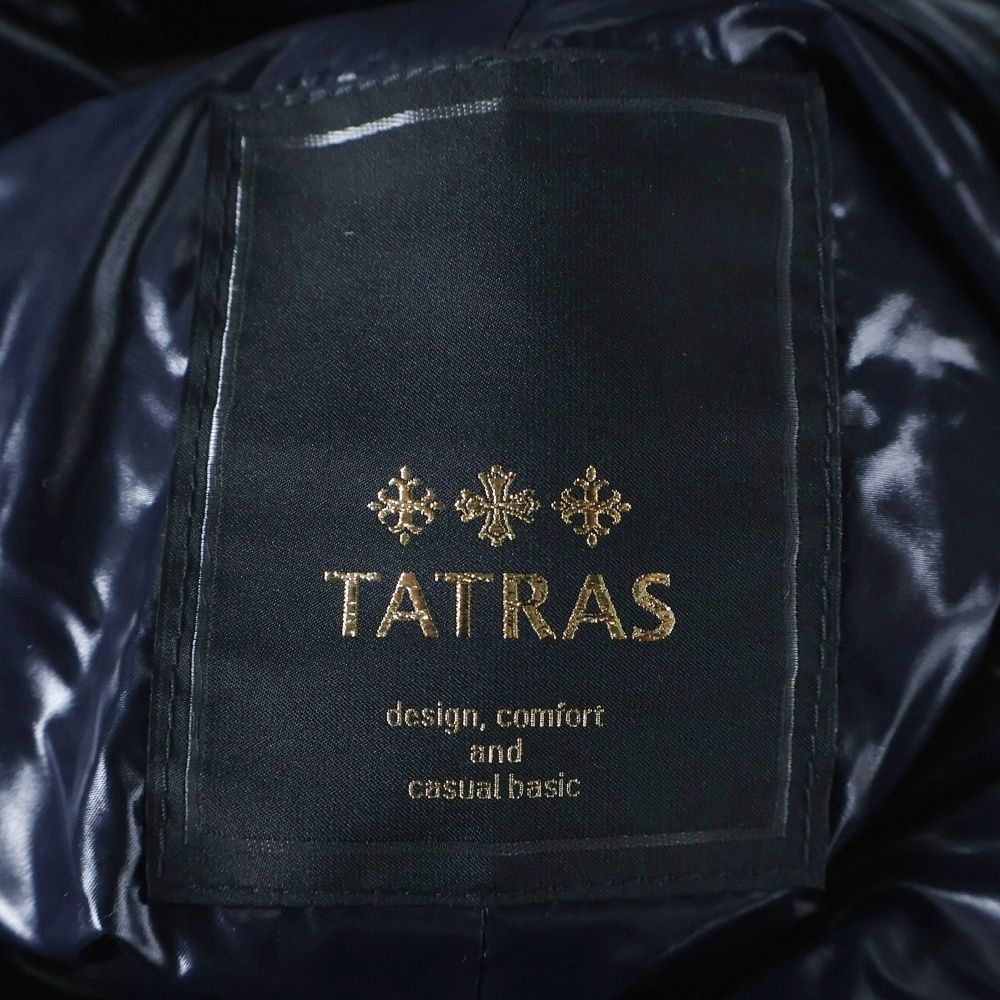 TATRAS
design, comfort
and
casual basic